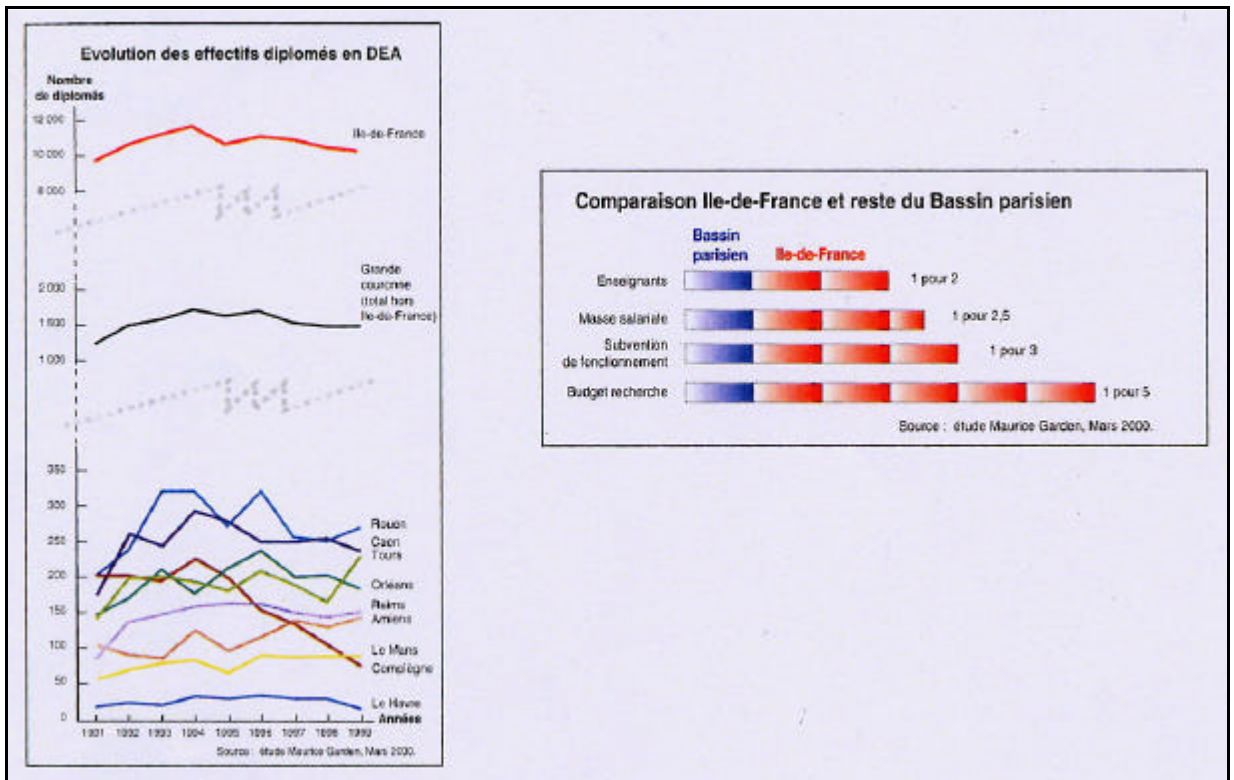 Evolution des effectifs diplomés en DEA
Nombre
de diplomés
12 000
10 000
8 000
Ile-de-France
2 000
1 500
1 000
Grande
couronne
(total hors
Ile-de-France)
350
300
250
200
150
100
50
0
Rouen
Caen
Tours
Orléans
Reims
Amiens
Le Mans
Compiègne
Le Havre
Années
1991 1992 1993 1994 1995 1996 1997 1998 1999
Source : étude Maurice Garden, Mars 2000.
Comparaison Ile-de-France et reste du Bassin parisien
Bassin
parisien Ile-de-France
Enseignants 1 pour 2
Masse salariale 1 pour 2,5
Subvention
de fonctionnement 1 pour 3
Budget recherche 1 pour 5
Source : étude Maurice Garden, Mars 2000.